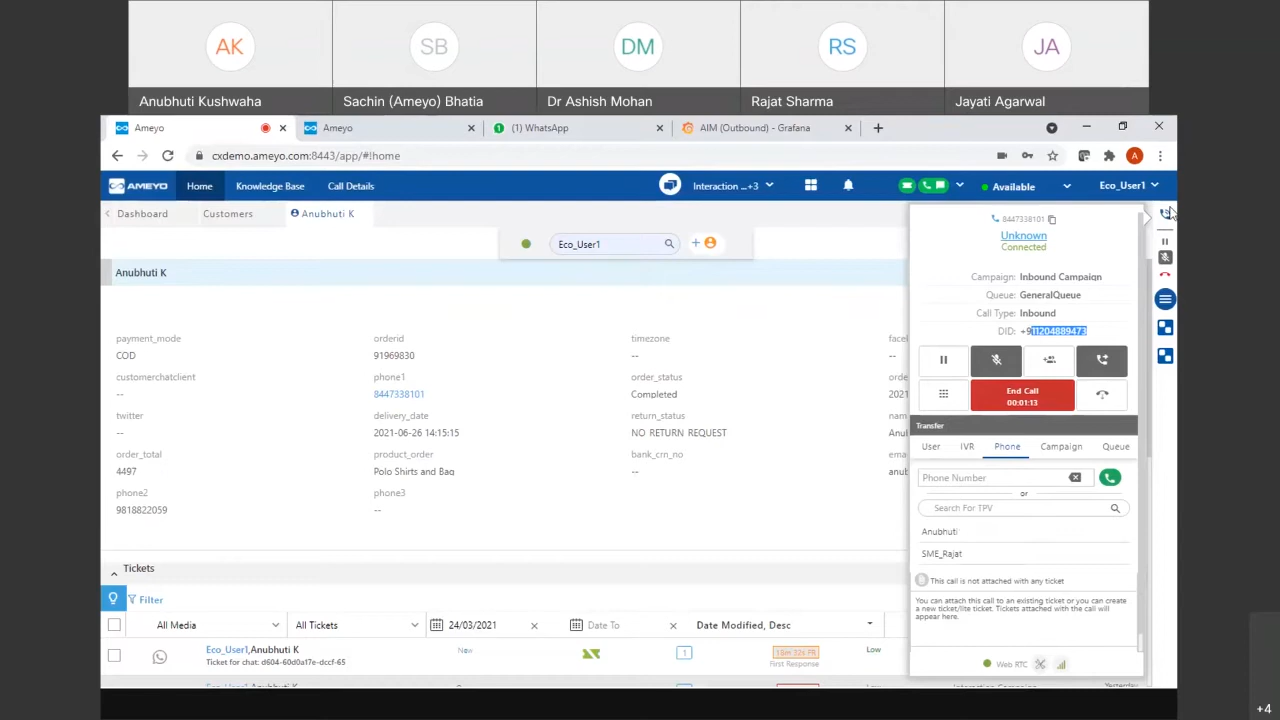 AK SB DM RS JA
Anubhuti Kushwaha Sachin (Ameyo) Bhatia Dr Ashish Mohan Rajat Sharma Jayati Agarwal
Ameyo Ameyo (1) WhatsApp AIM (Outbound) - Grafana
cxdemo.ameyo.com:8443/app/#!home A
AMEYO Home Knowledge Base Call Details Interaction ...+3 Available Eco_User1
Dashboard Customers Anubhuti K
Eco_User1
Anubhuti K
payment_mode orderid timezone
COD 91969830 --
customerchatclient phone1 order_status
-- 8447338101 Completed 2021
twitter delivery_date return_status
-- 2021-06-26 14:15:15 NO RETURN REQUEST
order_total product_order bank_crn_no
4497 Polo Shirts and Bag --
phone2 phone3
9818822059 --
Tickets
Filter
All Media All Tickets 24/03/2021 Date To Date Modified, Desc
Eco_User1,Anubhuti K New 1 18m 32s FR Low
Ticket for chat: d604-60d0a17e-dccf-65 First Response
8447338101
Unknown
Connected
Campaign: Inbound Campaign
Queue: GeneralQueue
Call Type: Inbound
DID: +911204889473
End Call
00:01:13
Transfer
User IVR Phone Campaign Queue
Phone Number
or
Search For TPV
Anubhuti
SME_Rajat
This call is not attached with any ticket
You can attach this call to an existing ticket or you can create
a new ticket/lite ticket. Tickets attached with the call will
appear here.
Web RTC
+4